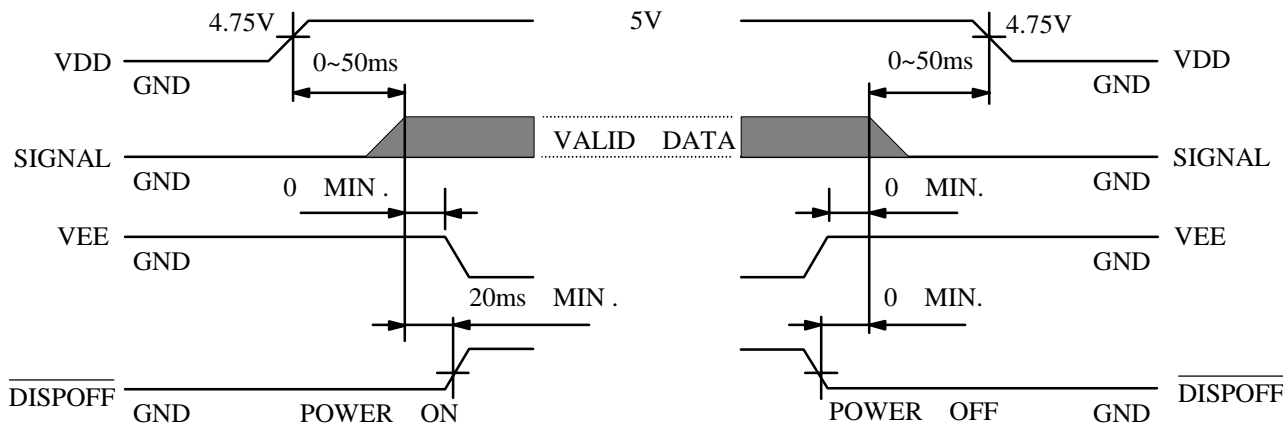 4.75V 5V 4.75V
VDD 0~50ms 0~50ms VDD
GND GND
VALID DATA
SIGNAL SIGNAL
GND GND
0 MIN . 0 MIN.
VEE VEE
GND GND
20ms MIN . 0 MIN.
DISPOFF DISPOFF
GND POWER ON POWER OFF GND